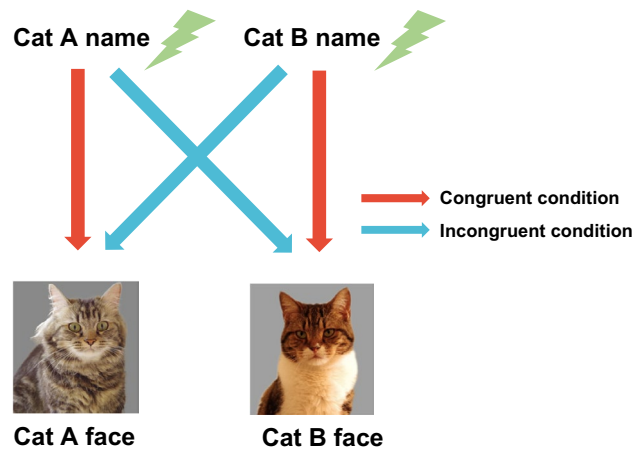 Cat A name
Cat B name
Congruent condition
Incongruent condition
Cat A face
Cat B face